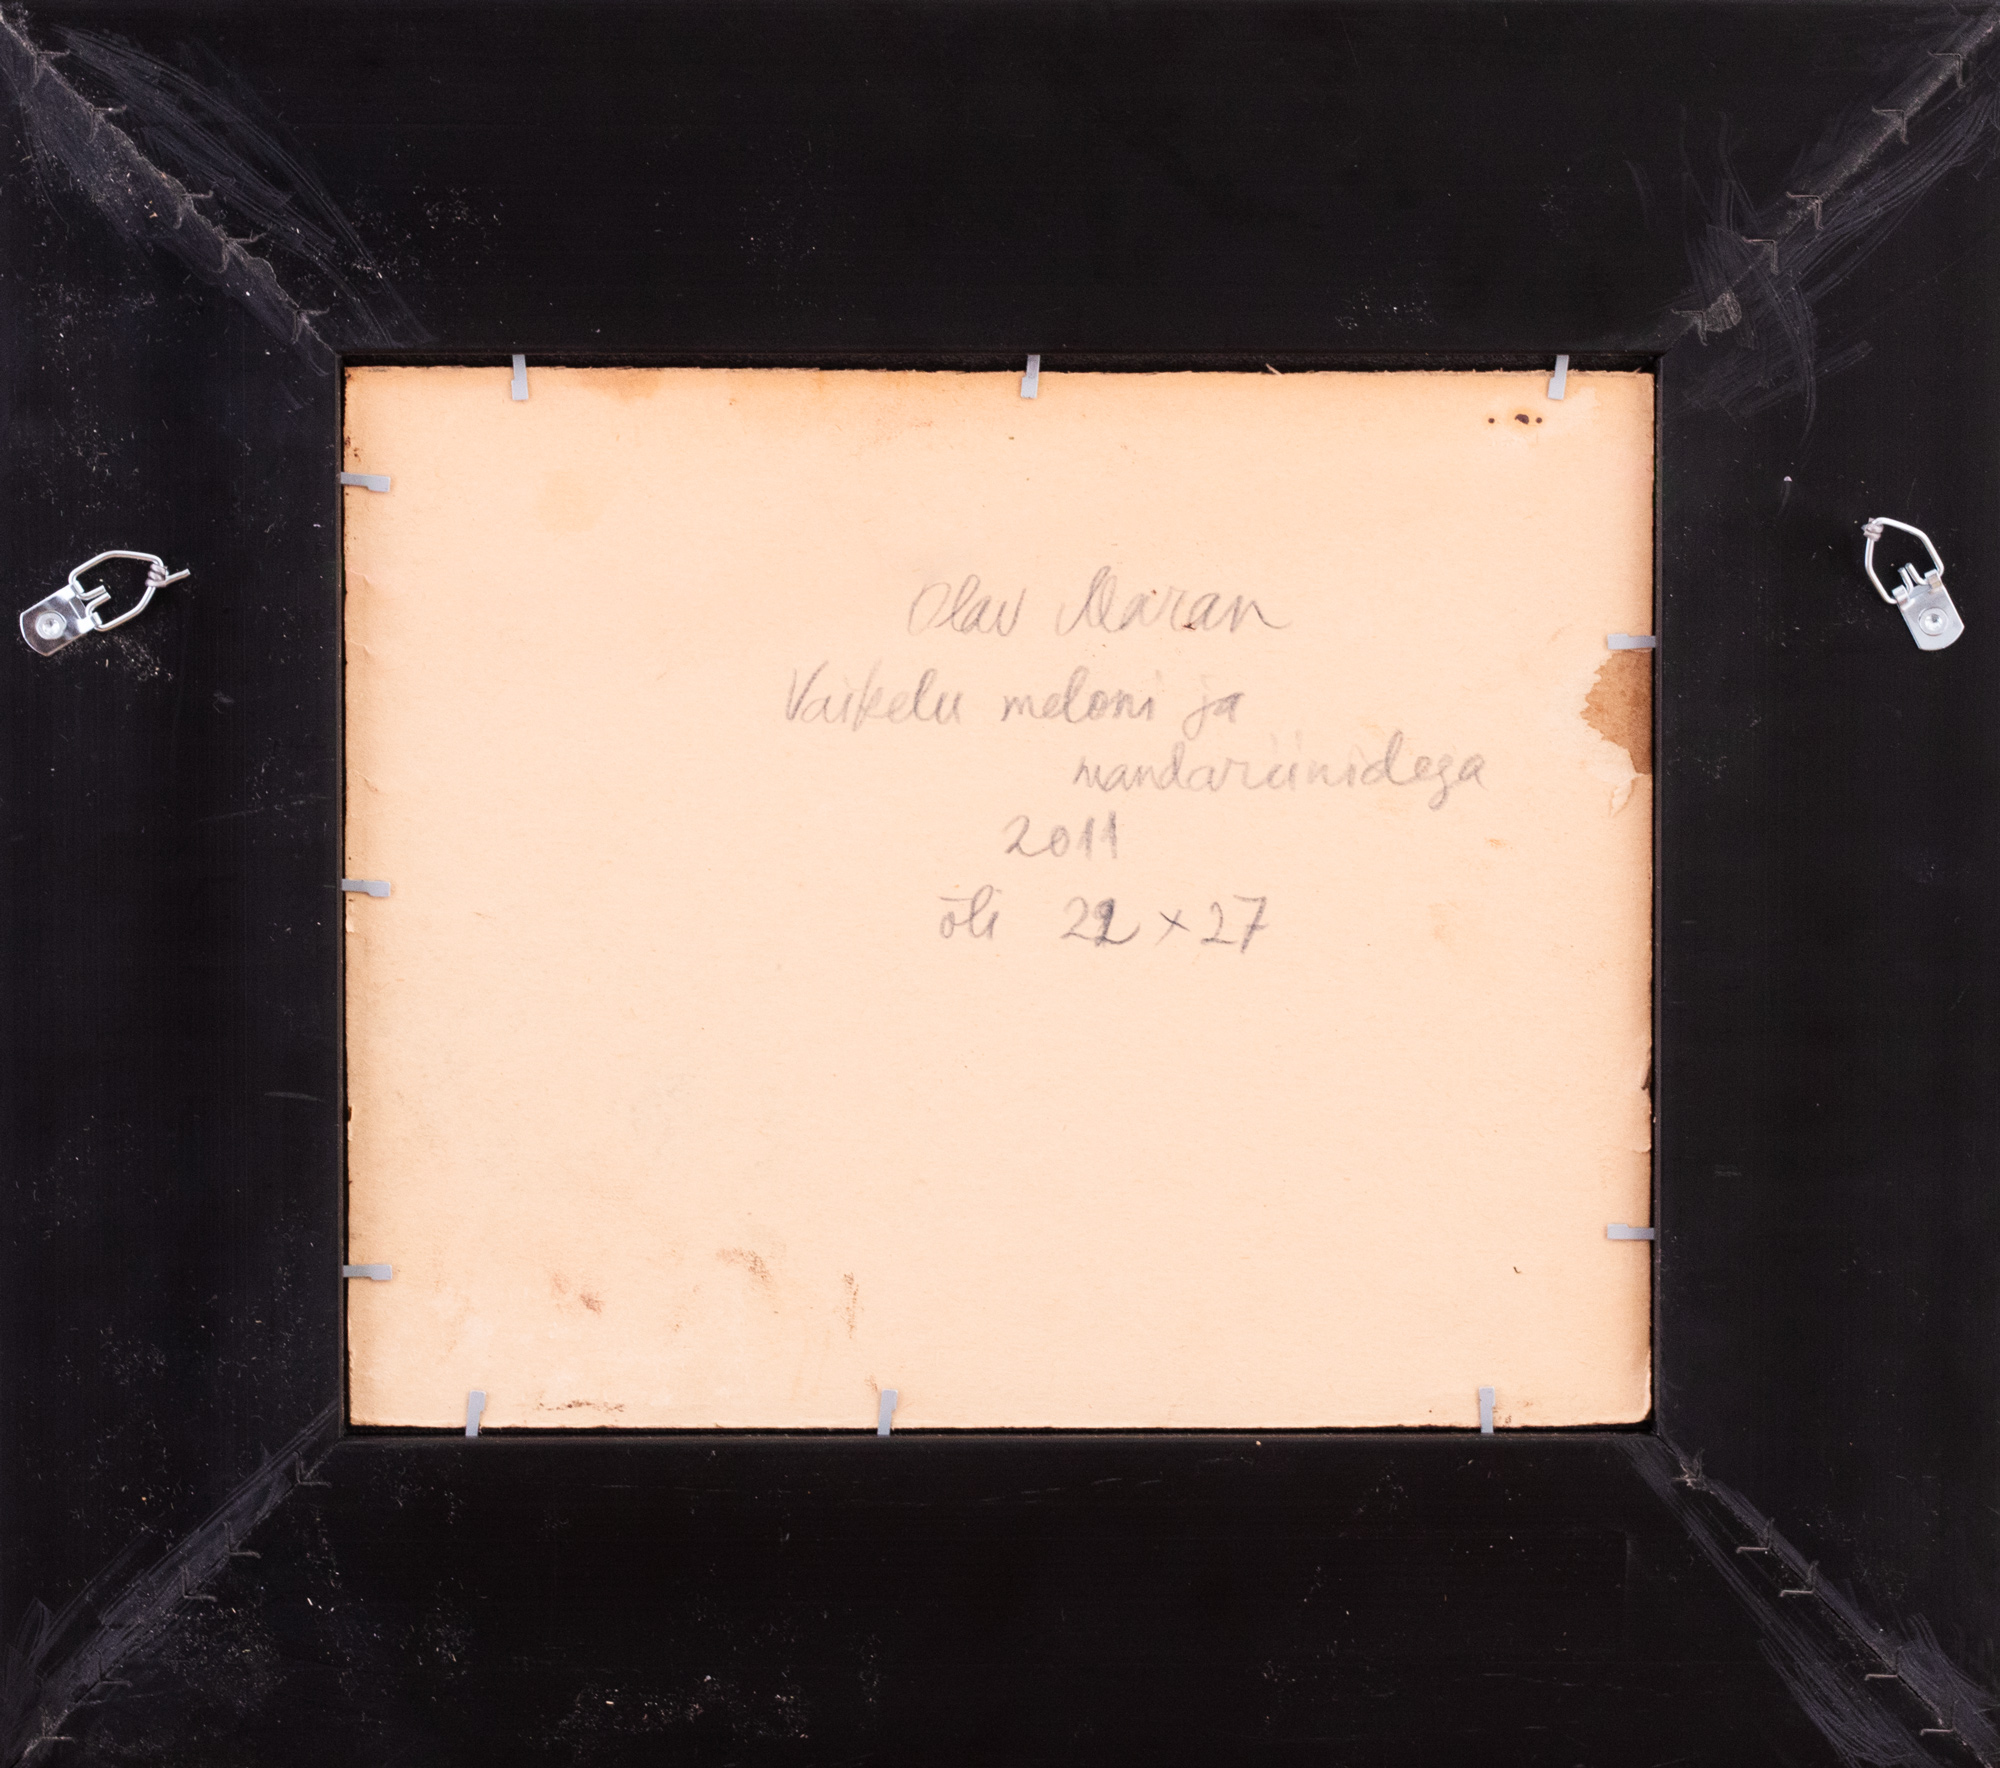 Olav Maran
Vaikelu meloni ja
mandariinidega
2011
õli 22 x 27